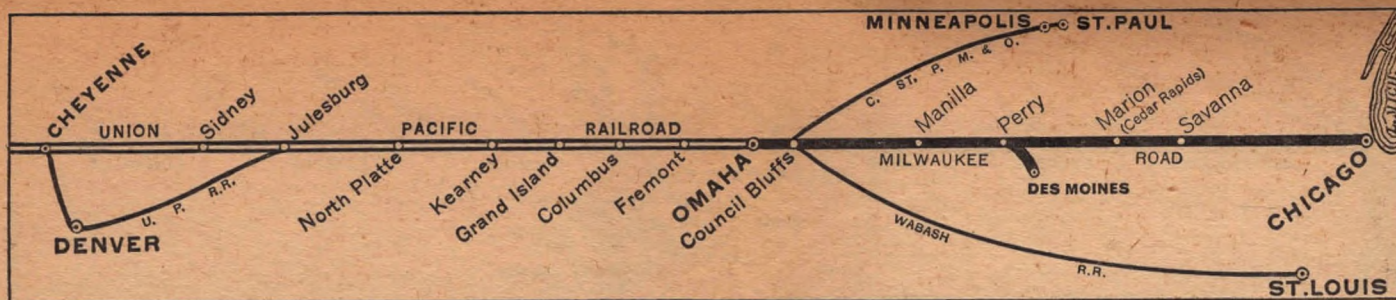 MINNEAPOLIS ST. PAUL
C. ST. P. M. & O.
CHEYENNE
UNION
Sidney
Julesburg
PACIFIC
RAILROAD
Manilla
Perry
Marion
(Cedar Rapids)
Savanna
MILWAUKEE
ROAD
DES MOINES
U. P. R.R.
DENVER
North Platte
Kearney
Grand Island
Columbus
Fremont
OMAHA
Council Bluffs
CHICAGO
WABASH
R.R.
ST. LOUIS